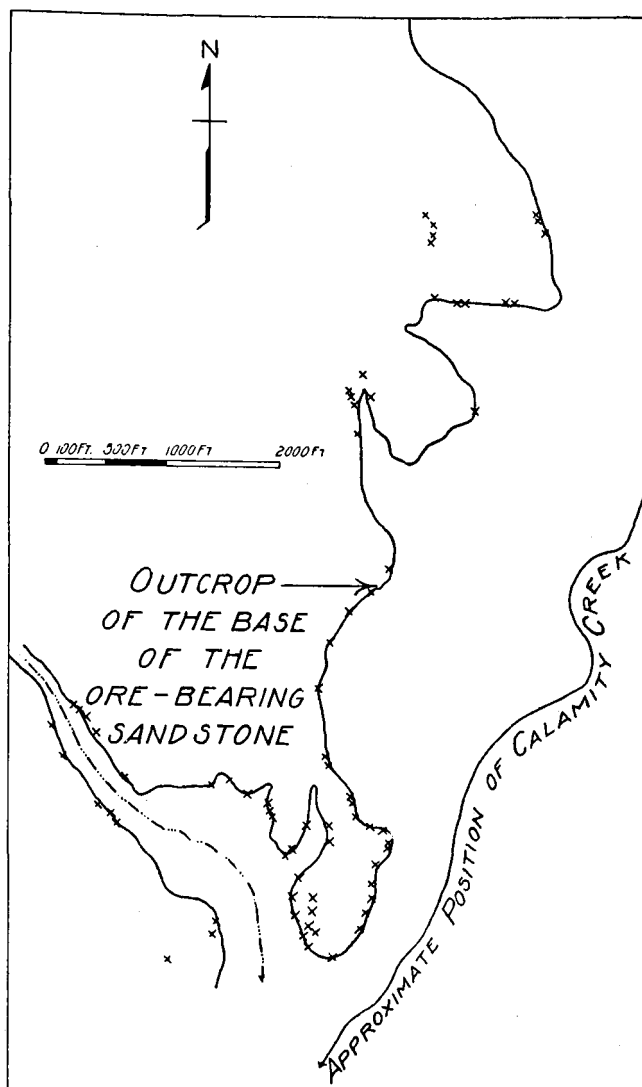 N
0 100FT. 500FT 1000FT 2000FT
OUTCROP
OF THE BASE
OF THE
ORE-BEARING
SANDSTONE
APPROXIMATE POSITION OF CALAMITY CREEK